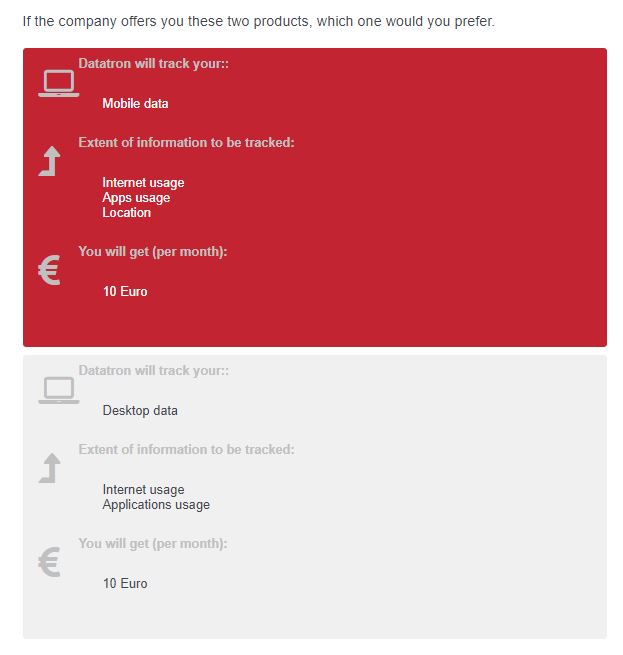 If the company offers you these two products, which one would you prefer.
Datatron will track your::
Mobile data
Extent of information to be tracked:
Internet usage
Apps usage
Location
You will get (per month):
€
10 Euro
Datatron will track your::
Desktop data
Extent of information to be tracked:
Internet usage
Applications usage
You will get (per month):
€
10 Euro